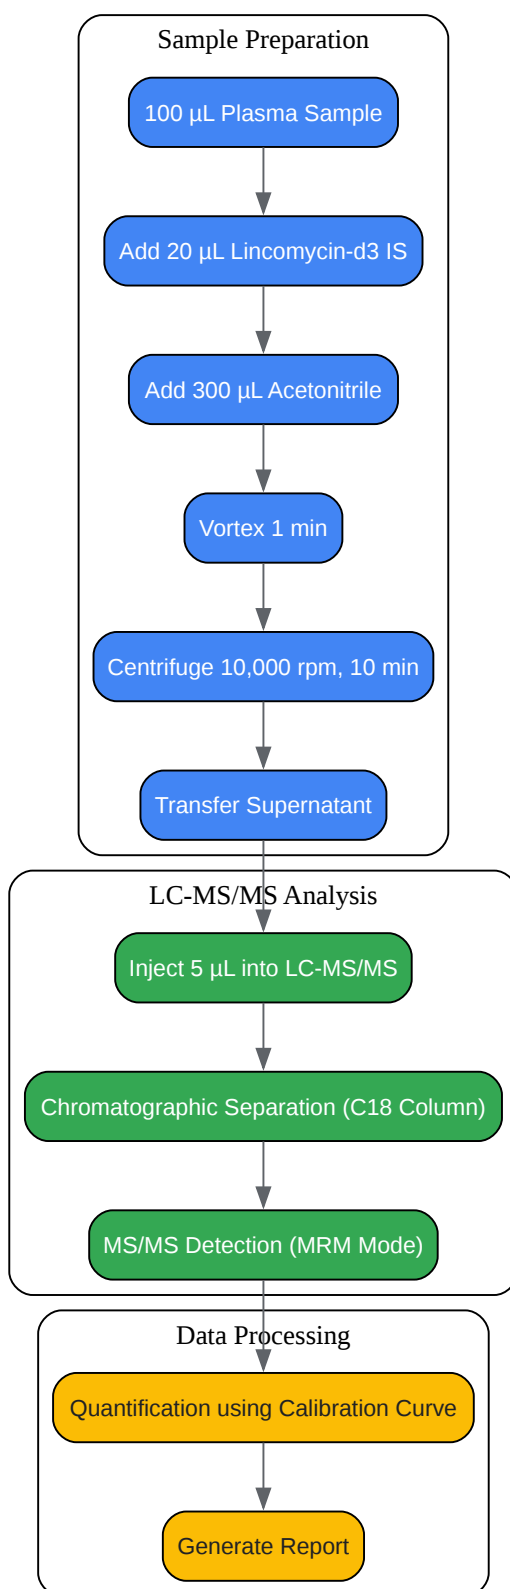 Sample Preparation
100 µL Plasma Sample
Add 20 µL Lincomycin-d3 IS
Add 300 µL Acetonitrile
Vortex 1 min
Centrifuge 10,000 rpm, 10 min
Transfer Supernatant
LC-MS/MS Analysis
Inject 5 µL into LC-MS/MS
Chromatographic Separation (C18 Column)
MS/MS Detection (MRM Mode)
Data Processing
Quantification using Calibration Curve
Generate Report